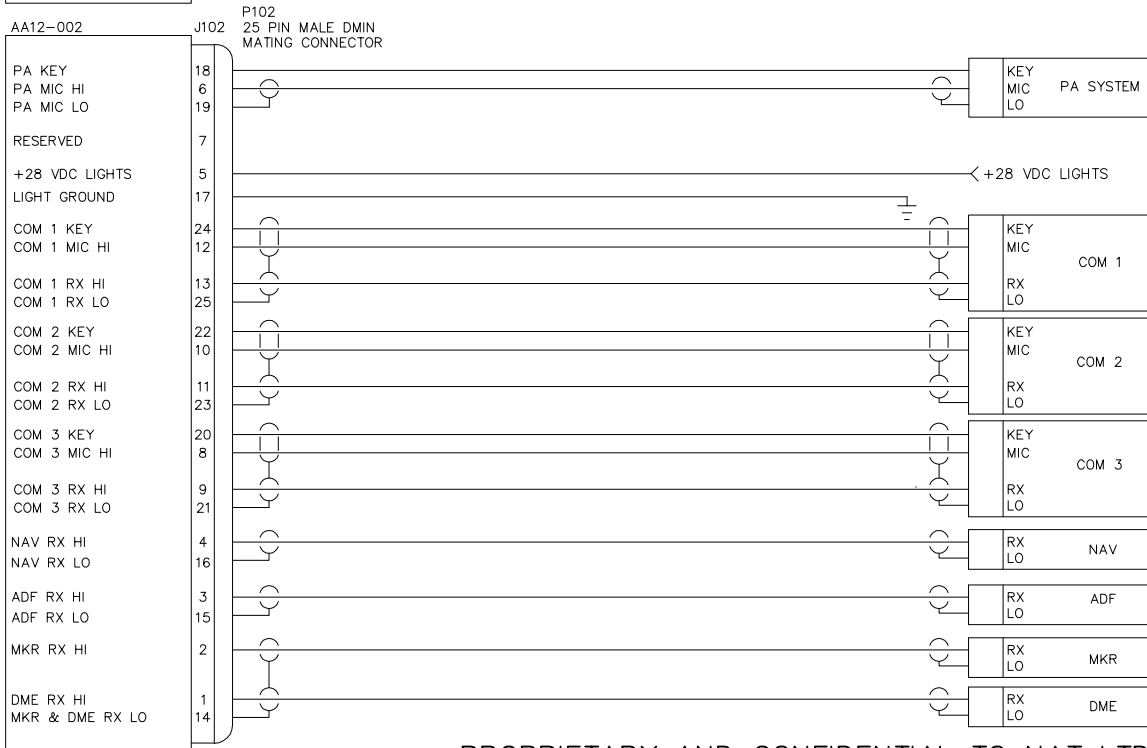 P102
AA12-002 J102 25 PIN MALE DMIN
MATING CONNECTOR
PA KEY 18 KEY
PA MIC HI 6 MIC PA SYSTEM
PA MIC LO 19 LO
RESERVED 7
+28 VDC LIGHTS 5 +28 VDC LIGHTS
LIGHT GROUND 17
COM 1 KEY 24 KEY
COM 1 MIC HI 12 MIC
COM 1
COM 1 RX HI 13 RX
COM 1 RX LO 25 LO
COM 2 KEY 22 KEY
COM 2 MIC HI 10 MIC
COM 2
COM 2 RX HI 11 RX
COM 2 RX LO 23 LO
COM 3 KEY 20 KEY
COM 3 MIC HI 8 MIC
COM 3
COM 3 RX HI 9 RX
COM 3 RX LO 21 LO
NAV RX HI 4 RX
NAV
NAV RX LO 16 LO
ADF RX HI 3 RX ADF
ADF RX LO 15 LO
MKR RX HI 2 RX
MKR
LO
DME RX HI 1 RX
DME
MKR & DME RX LO 14 LO